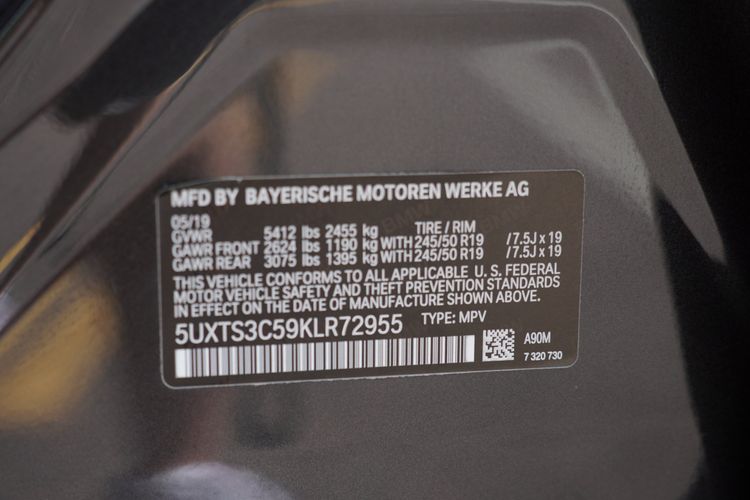 MFD BY BAYERISCHE MOTOREN WERKE AG
05/19
GVWR 5412 lbs 2455 kg TIRE / RIM
GAWR FRONT 2624 lbs 1190 kg WITH 245/50 R19 / 7.5J x 19
GAWR REAR 3075 lbs 1395 kg WITH 245/50 R19 / 7.5J x 19
THIS VEHICLE CONFORMS TO ALL APPLICABLE U. S. FEDERAL
MOTOR VEHICLE SAFETY AND THEFT PREVENTION STANDARDS
IN EFFECT ON THE DATE OF MANUFACTURE SHOWN ABOVE.
5UXTS3C59KLR72955 TYPE: MPV
A90M
7 320 730